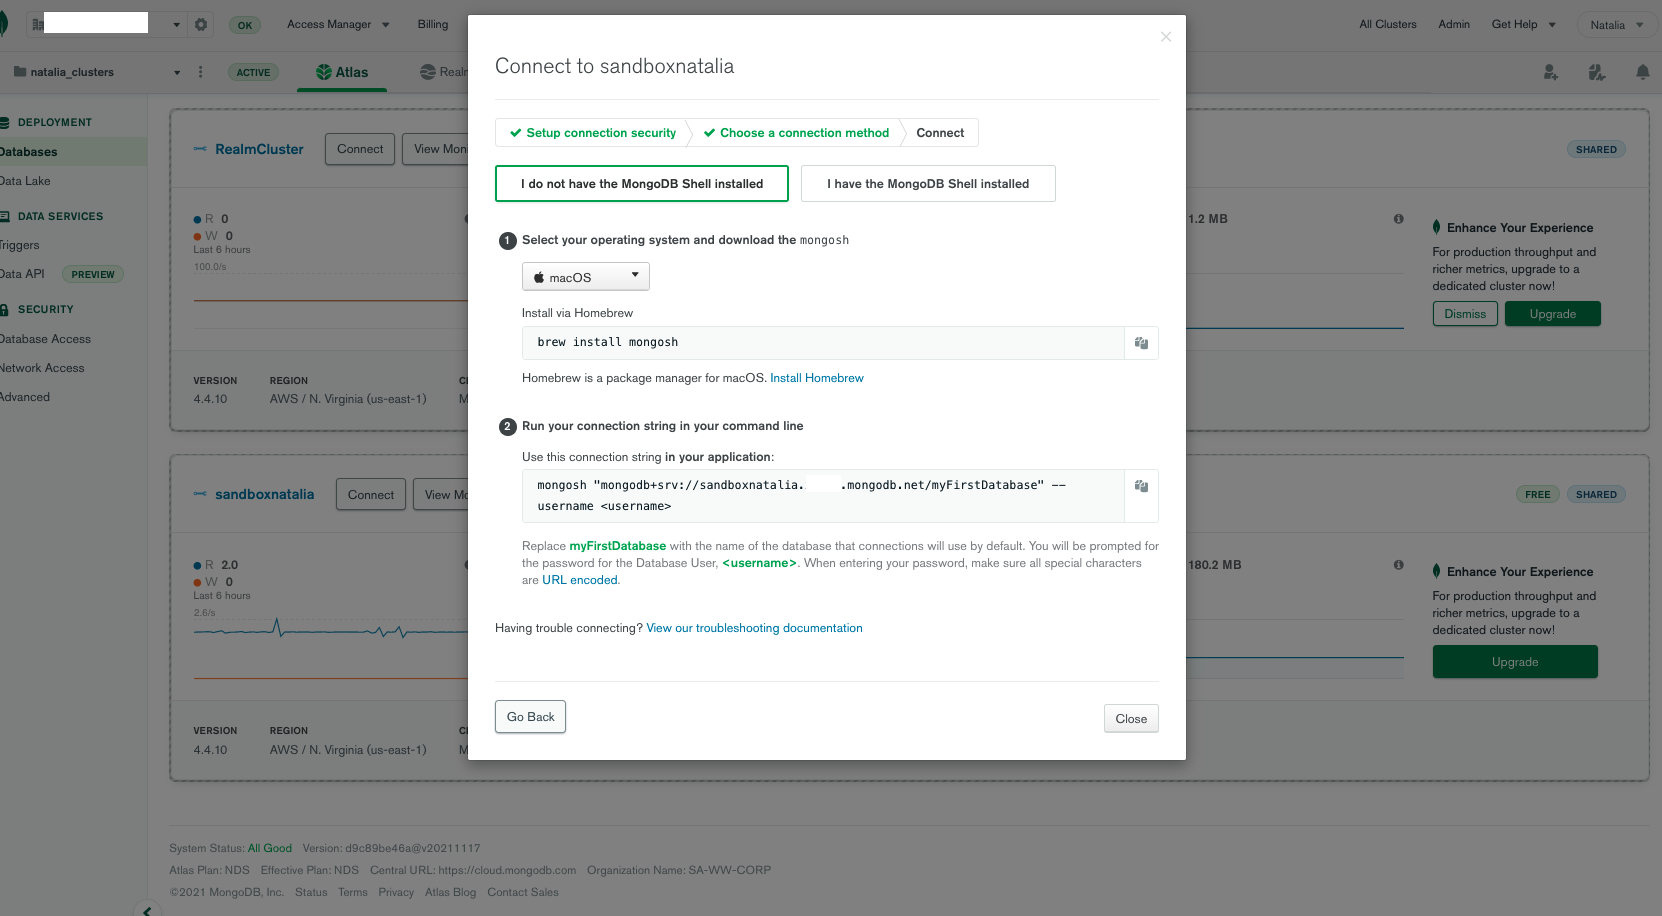 OK
Access Manager
Billing
All Clusters
Admin
Get Help
Natalia
natalia_clusters
ACTIVE
Atlas
DEPLOYMENT
Databases
Data Lake
DATA SERVICES
Triggers
Data API
PREVIEW
SECURITY
Database Access
Network Access
Advanced
RealmCluster
Connect
SHARED
R 0
W 0
Last 6 hours
100.0/s
1.2 MB
Enhance Your Experience
For production throughput and
richer metrics, upgrade to a
dedicated cluster now!
Dismiss
Upgrade
VERSION
4.4.10
REGION
AWS / N. Virginia (us-east-1)
sandboxnatalia
Connect
FREE
SHARED
R 2.0
W 0
Last 6 hours
2.6/s
180.2 MB
Enhance Your Experience
For production throughput and
richer metrics, upgrade to a
dedicated cluster now!
Upgrade
VERSION
4.4.10
REGION
AWS / N. Virginia (us-east-1)
Connect to sandboxnatalia
Setup connection security
Choose a connection method
Connect
I do not have the MongoDB Shell installed
I have the MongoDB Shell installed
1 Select your operating system and download the mongosh
macOS
Install via Homebrew
brew install mongosh
Homebrew is a package manager for macOS. Install Homebrew
2 Run your connection string in your command line
Use this connection string in your application:
mongosh "mongodb+srv://sandboxnatalia. .mongodb.net/myFirstDatabase" --
username <username>
Replace myFirstDatabase with the name of the database that connections will use by default. You will be prompted for
the password for the Database User, <username>. When entering your password, make sure all special characters
are URL encoded.
Having trouble connecting? View our troubleshooting documentation
Go Back
Close
System Status: All Good Version: d9c89be46a@v20211117
Atlas Plan: NDS Effective Plan: NDS Central URL: https://cloud.mongodb.com Organization Name: SA-WW-CORP
©2021 MongoDB, Inc. Status Terms Privacy Atlas Blog Contact Sales